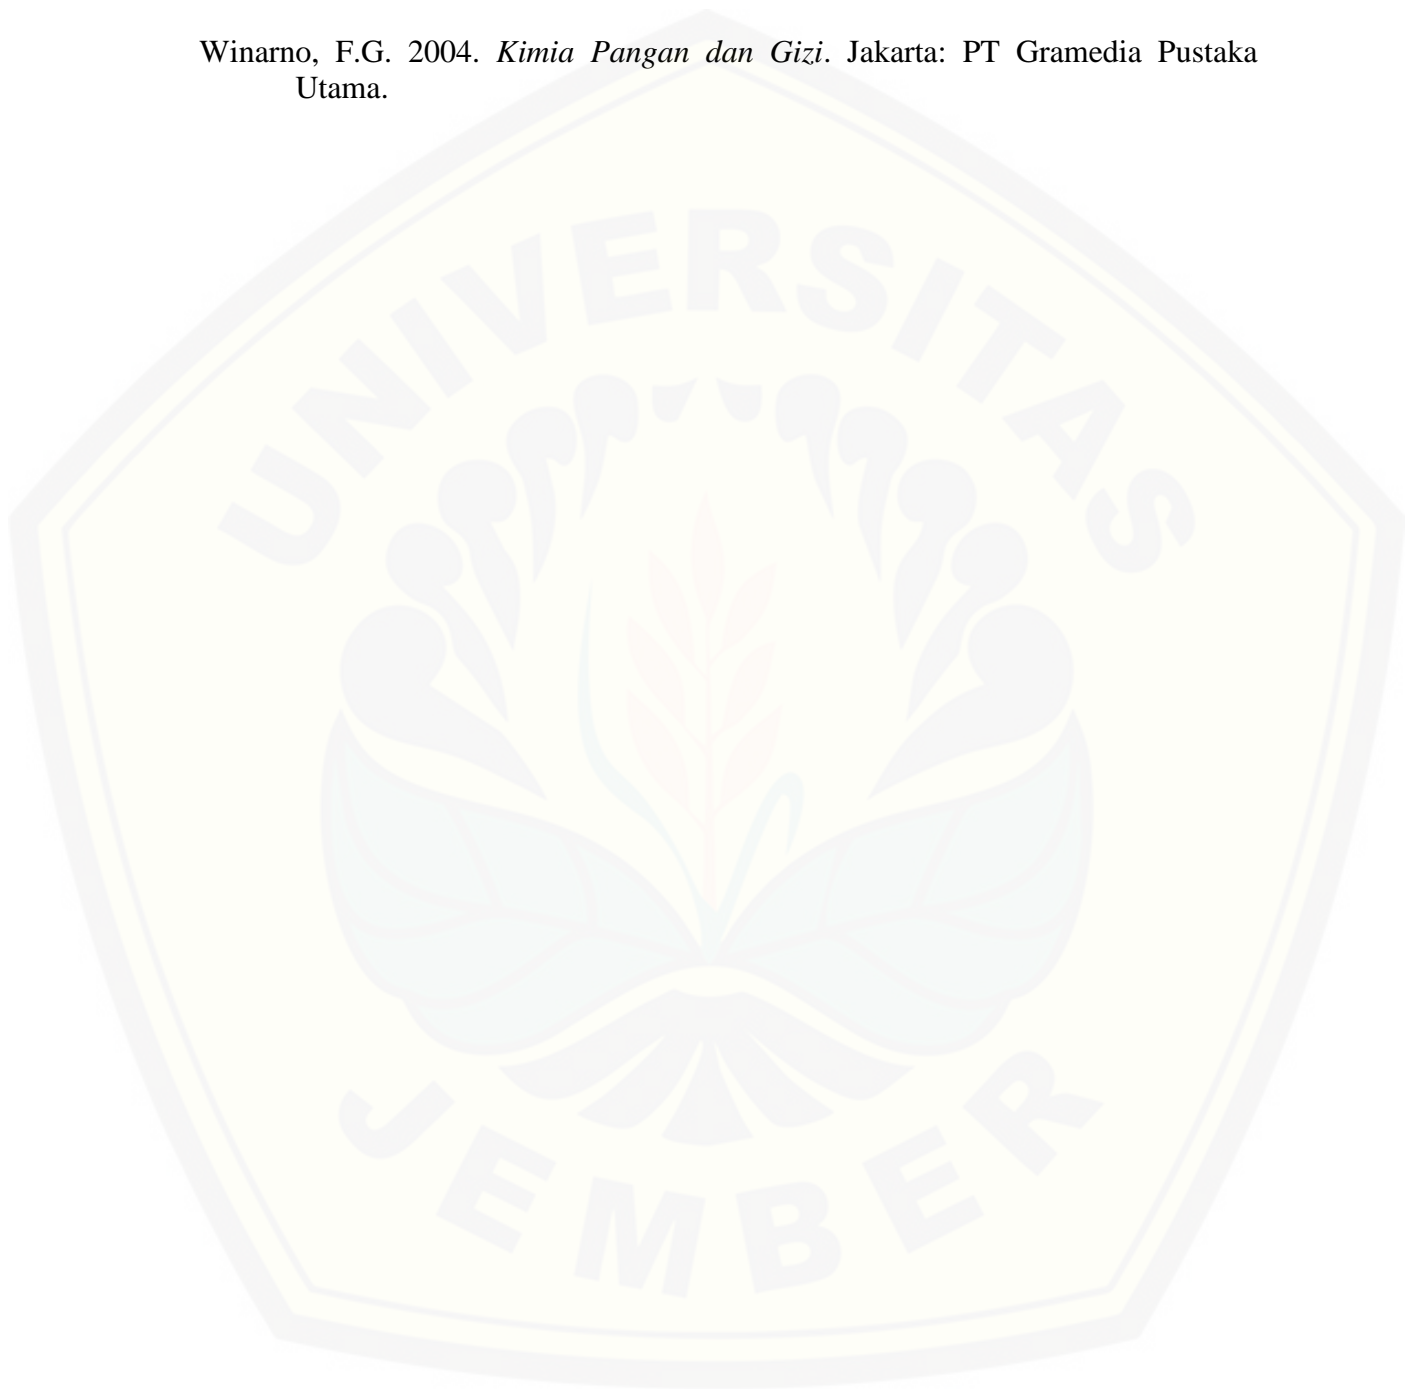 Winarno, F.G. 2004. Kimia Pangan dan Gizi. Jakarta: PT Gramedia Pustaka
Utama.
UNIVERSITAS
JEMBER